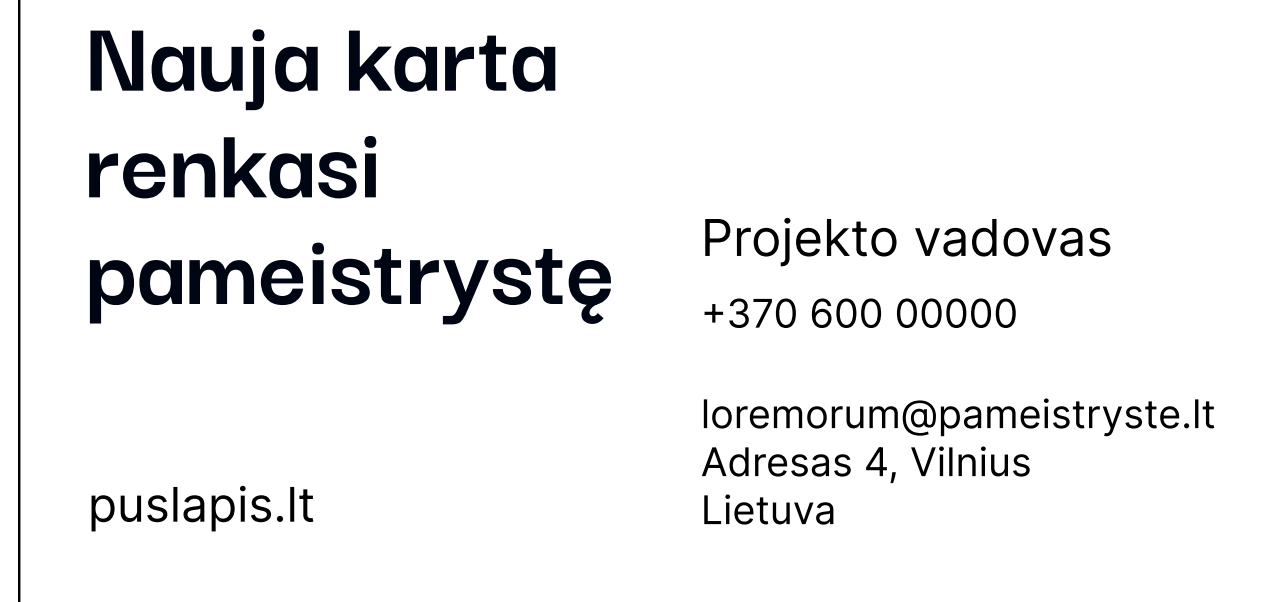 Nauja karta
renkasi
pameistrystę
puslapis.lt
Projekto vadovas
+370 600 00000
loremorum@pameistryste.lt
Adresas 4, Vilnius
Lietuva